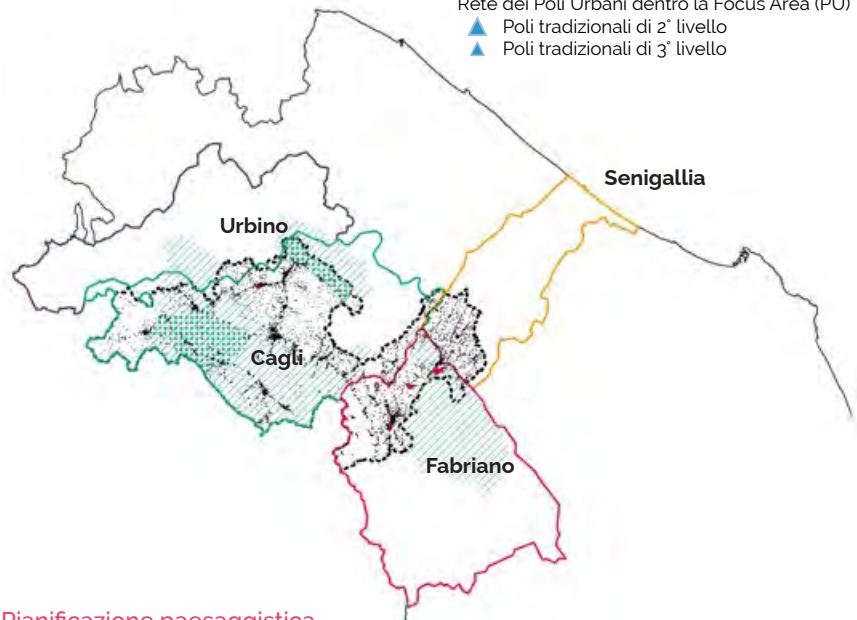 Rete dei Poli Urbani dentro la Focus Area (PU)
Poli tradizionali di 2° livello
Poli tradizionali di 3° livello
Senigallia
Urbino
Cagli
Fabriano
Pianificazione paesaggistica